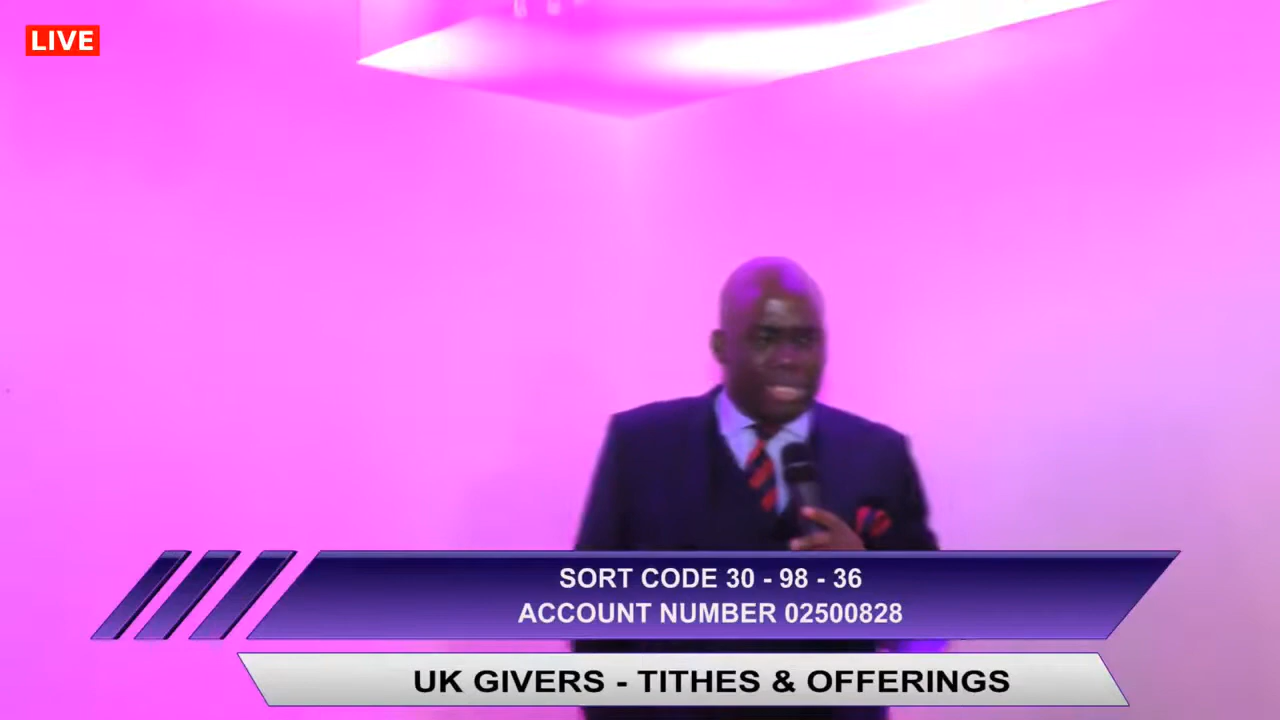 LIVE
SORT CODE 30 - 98 - 36
ACCOUNT NUMBER 02500828
UK GIVERS - TITHES & OFFERINGS